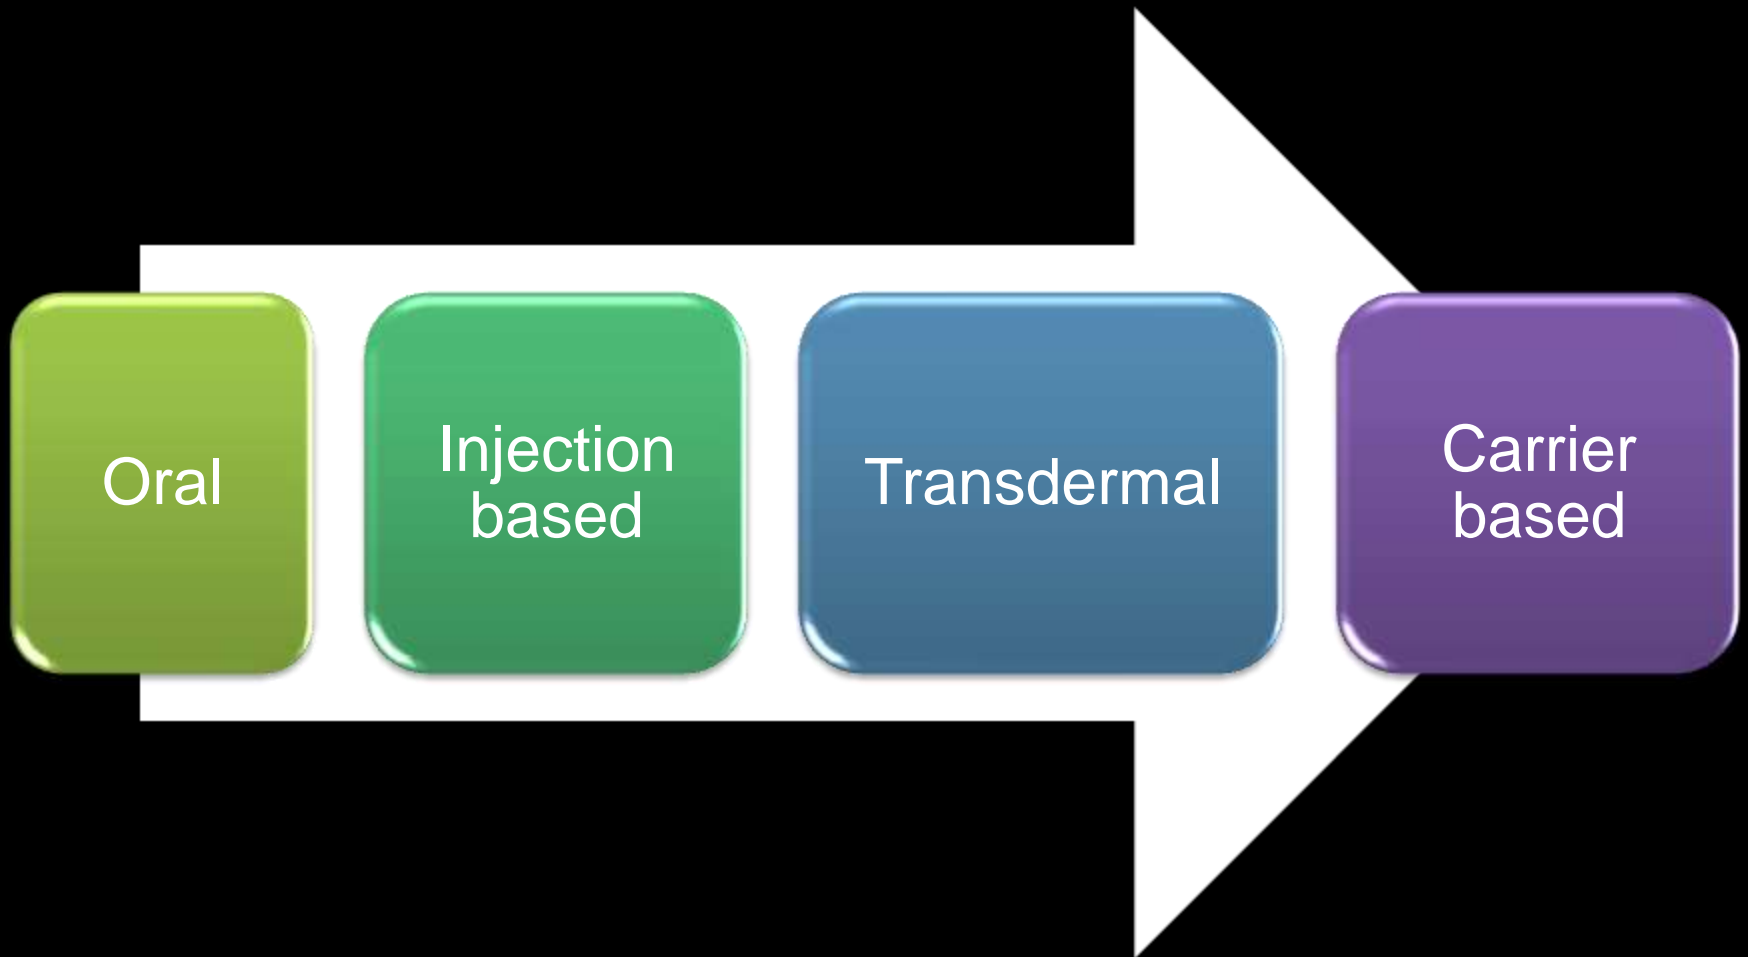 Oral
Injection
based
Transdermal
Carrier
based